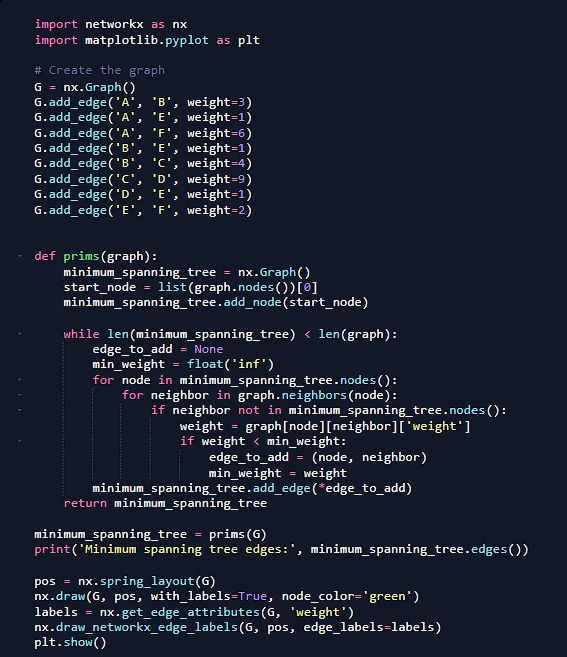 import networkx as nx
import matplotlib.pyplot as plt
# Create the graph
G = nx.Graph()
G.add_edge('A', 'B', weight=3)
G.add_edge('A', 'E', weight=1)
G.add_edge('A', 'F', weight=6)
G.add_edge('B', 'E', weight=1)
G.add_edge('B', 'C', weight=4)
G.add_edge('C', 'D', weight=9)
G.add_edge('D', 'E', weight=1)
G.add_edge('E', 'F', weight=2)
def prims(graph):
    minimum_spanning_tree = nx.Graph()
    start_node = list(graph.nodes())[0]
    minimum_spanning_tree.add_node(start_node)
    while len(minimum_spanning_tree) < len(graph):
        edge_to_add = None
        min_weight = float('inf')
        for node in minimum_spanning_tree.nodes():
            for neighbor in graph.neighbors(node):
                if neighbor not in minimum_spanning_tree.nodes():
                    weight = graph[node][neighbor]['weight']
                    if weight < min_weight:
                        edge_to_add = (node, neighbor)
                        min_weight = weight
        minimum_spanning_tree.add_edge(*edge_to_add)
    return minimum_spanning_tree
minimum_spanning_tree = prims(G)
print('Minimum spanning tree edges:', minimum_spanning_tree.edges())
pos = nx.spring_layout(G)
nx.draw(G, pos, with_labels=True, node_color='green')
labels = nx.get_edge_attributes(G, 'weight')
nx.draw_networkx_edge_labels(G, pos, edge_labels=labels)
plt.show()